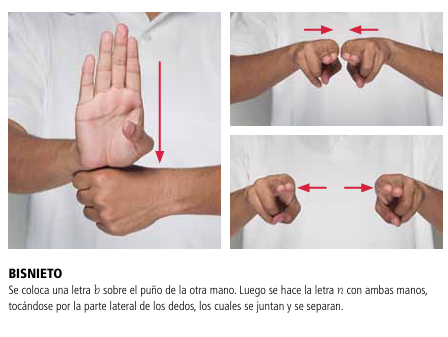 BISNIETO
Se coloca una letra b sobre el puño de la otra mano. Luego se hace la letra n con ambas manos,
tocándose por la parte lateral de los dedos, los cuales se juntan y se separan.